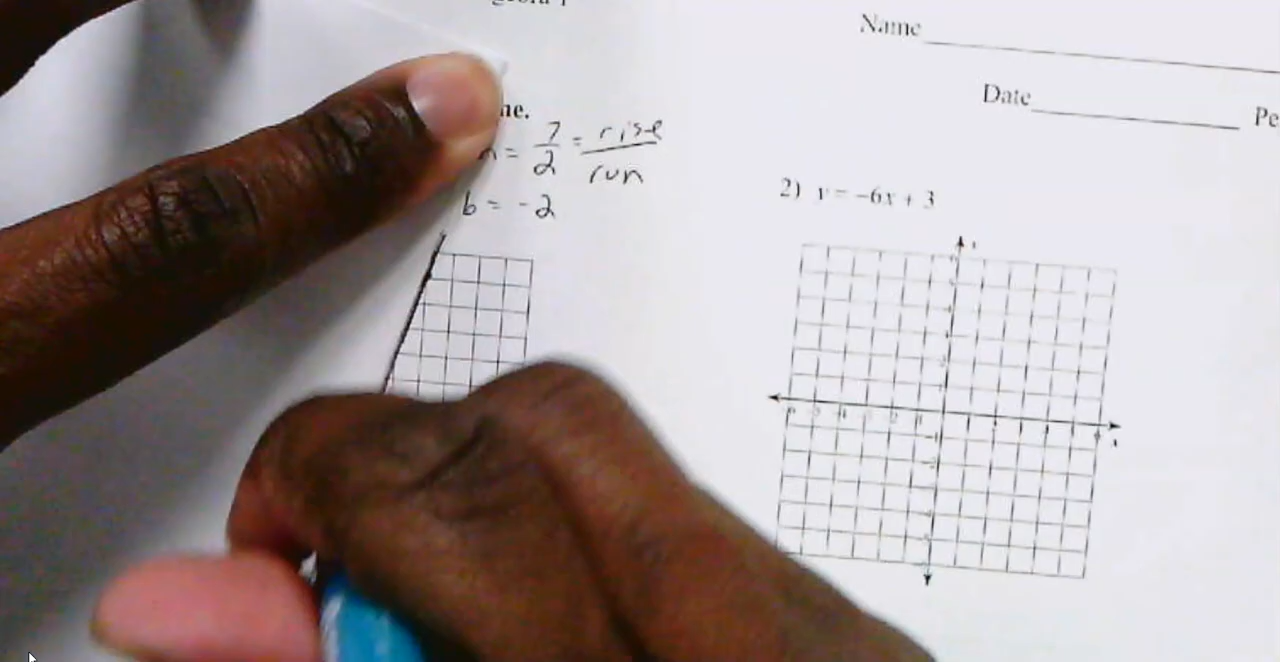 Name
Date Pe
ne.
= 7/2 = rise/run
b = -2
2) y = -6x + 3